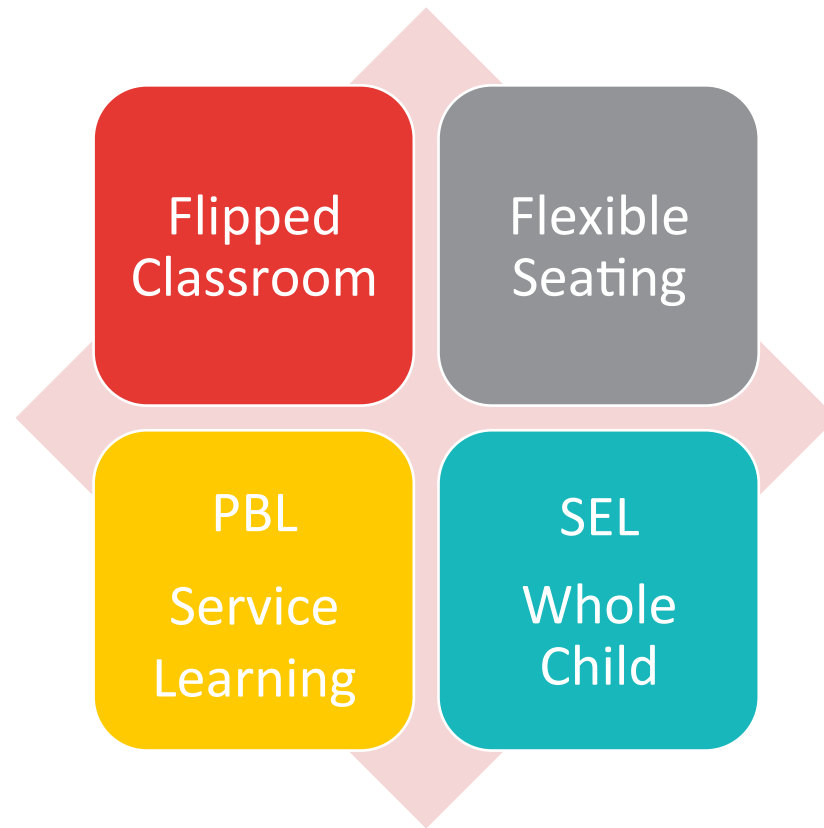 Flipped
Classroom
Flexible
Seating
PBL
Service
Learning
SEL
Whole
Child